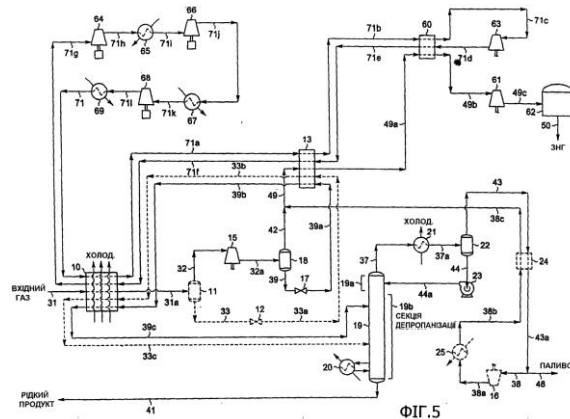 64
66
71g
71h
65
71i
71j
71
69
71l
68
71k
67
71b
71e
60
71c
63
71d
49b
61
49c
62
50
ЗНГ
49a
71a
71f
33b
39b
13
49
39a
42
43
38c
ХОЛОД.
21
37
37a
22
44
24
ХОЛОД.
10
15
32
32a
18
39
17
19a
44a
23
ВХІДНИЙ
ГАЗ
31
31a
11
33
12
33a
19b
19
СЕКЦІЯ
ДЕПРОПАНІЗАЦІЇ
38b
25
43a
39c
33c
20
ПАЛИВО
38a
16
38
48
РІДКИЙ
ПРОДУКТ
41
ФІГ.5